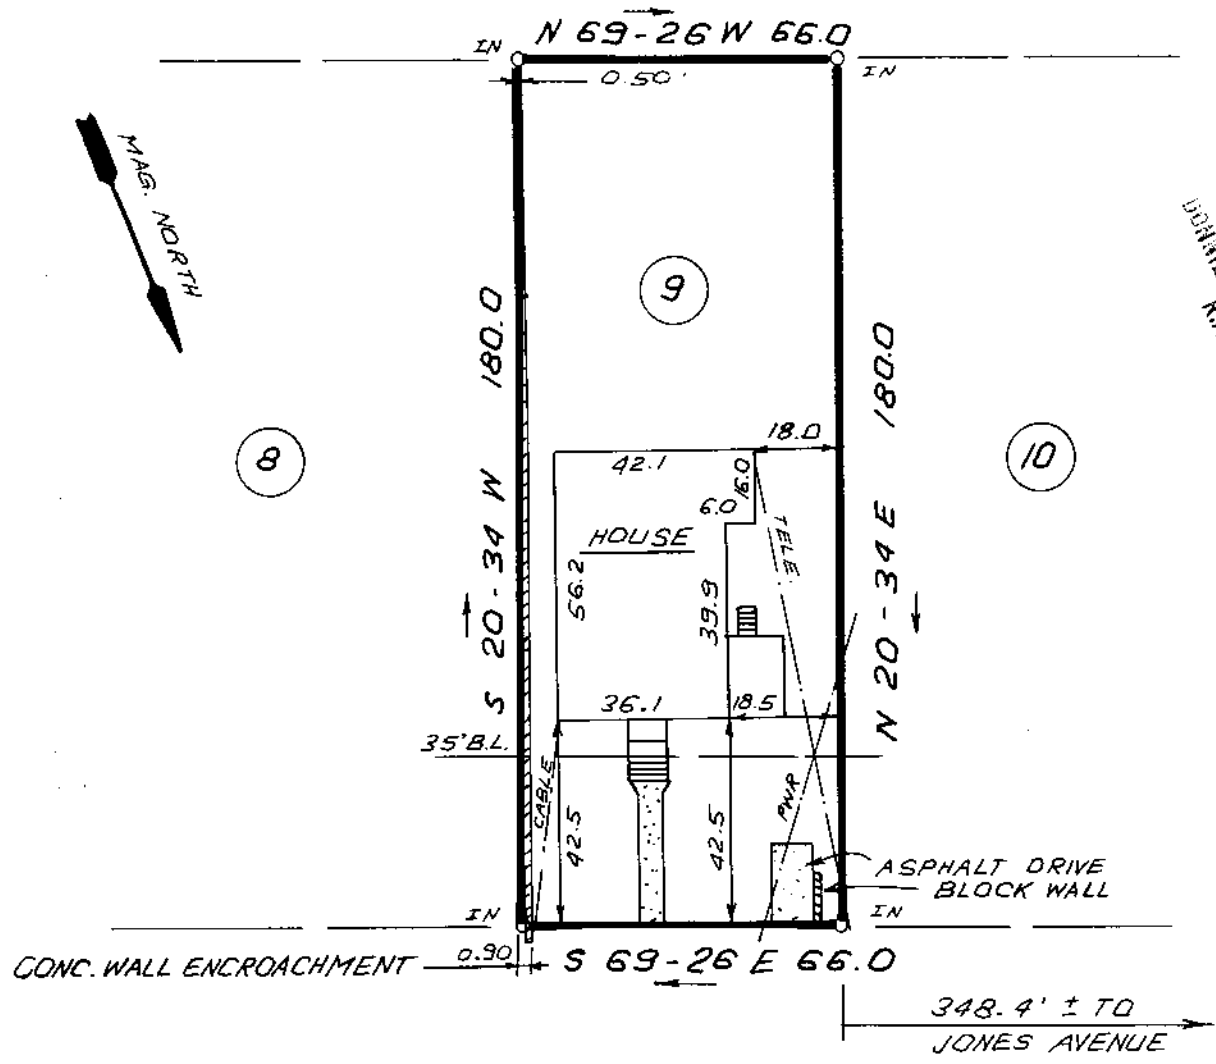 N 69-26 W 66.0
IN
IN
0.50'
MAG. NORTH
9
S 20-34 W 180.0
N 20-34 E 180.0
8
10
18.0
42.1
16.0
6.0
HOUSE
TELE.
56.2
39.9
36.1
18.5
35' B.L.
CABLE
PWR
42.5
42.5
ASPHALT DRIVE
BLOCK WALL
IN
IN
CONC. WALL ENCROACHMENT
0.90
S 69-26 E 66.0
348.4' ± TO
JONES AVENUE